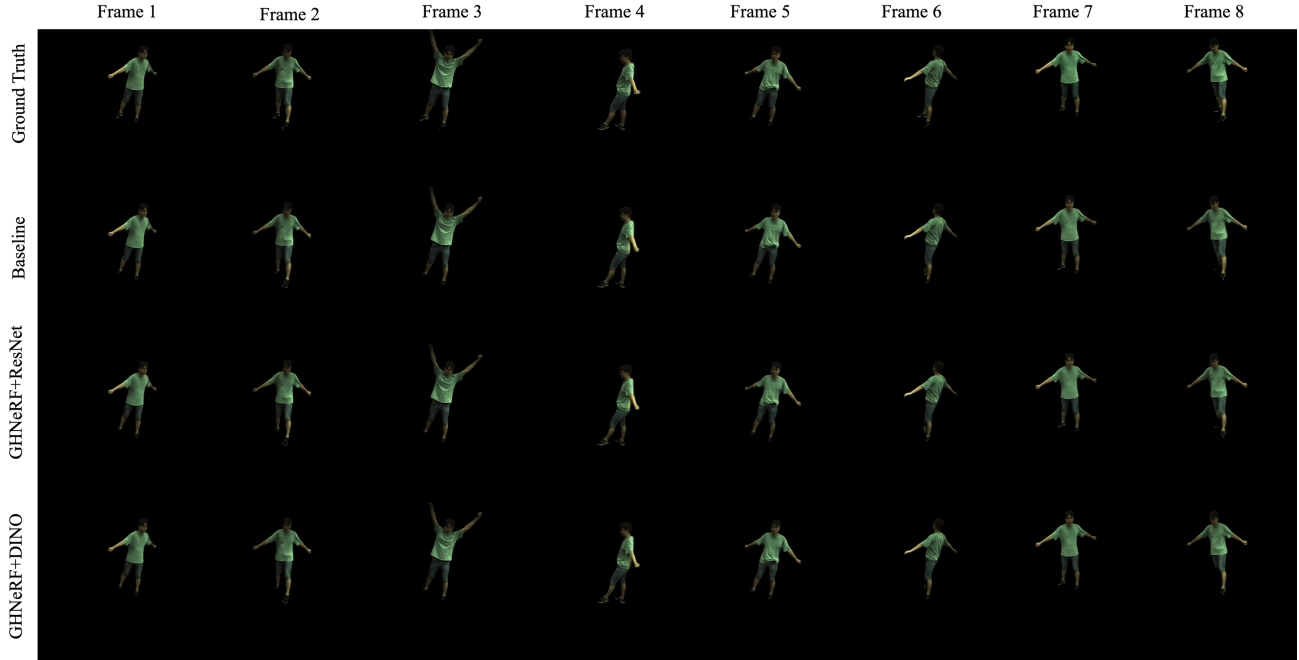 Frame 1 Frame 2 Frame 3 Frame 4 Frame 5 Frame 6 Frame 7 Frame 8
Ground Truth
Baseline
GHNeRF+ResNet
GHNeRF+DINO